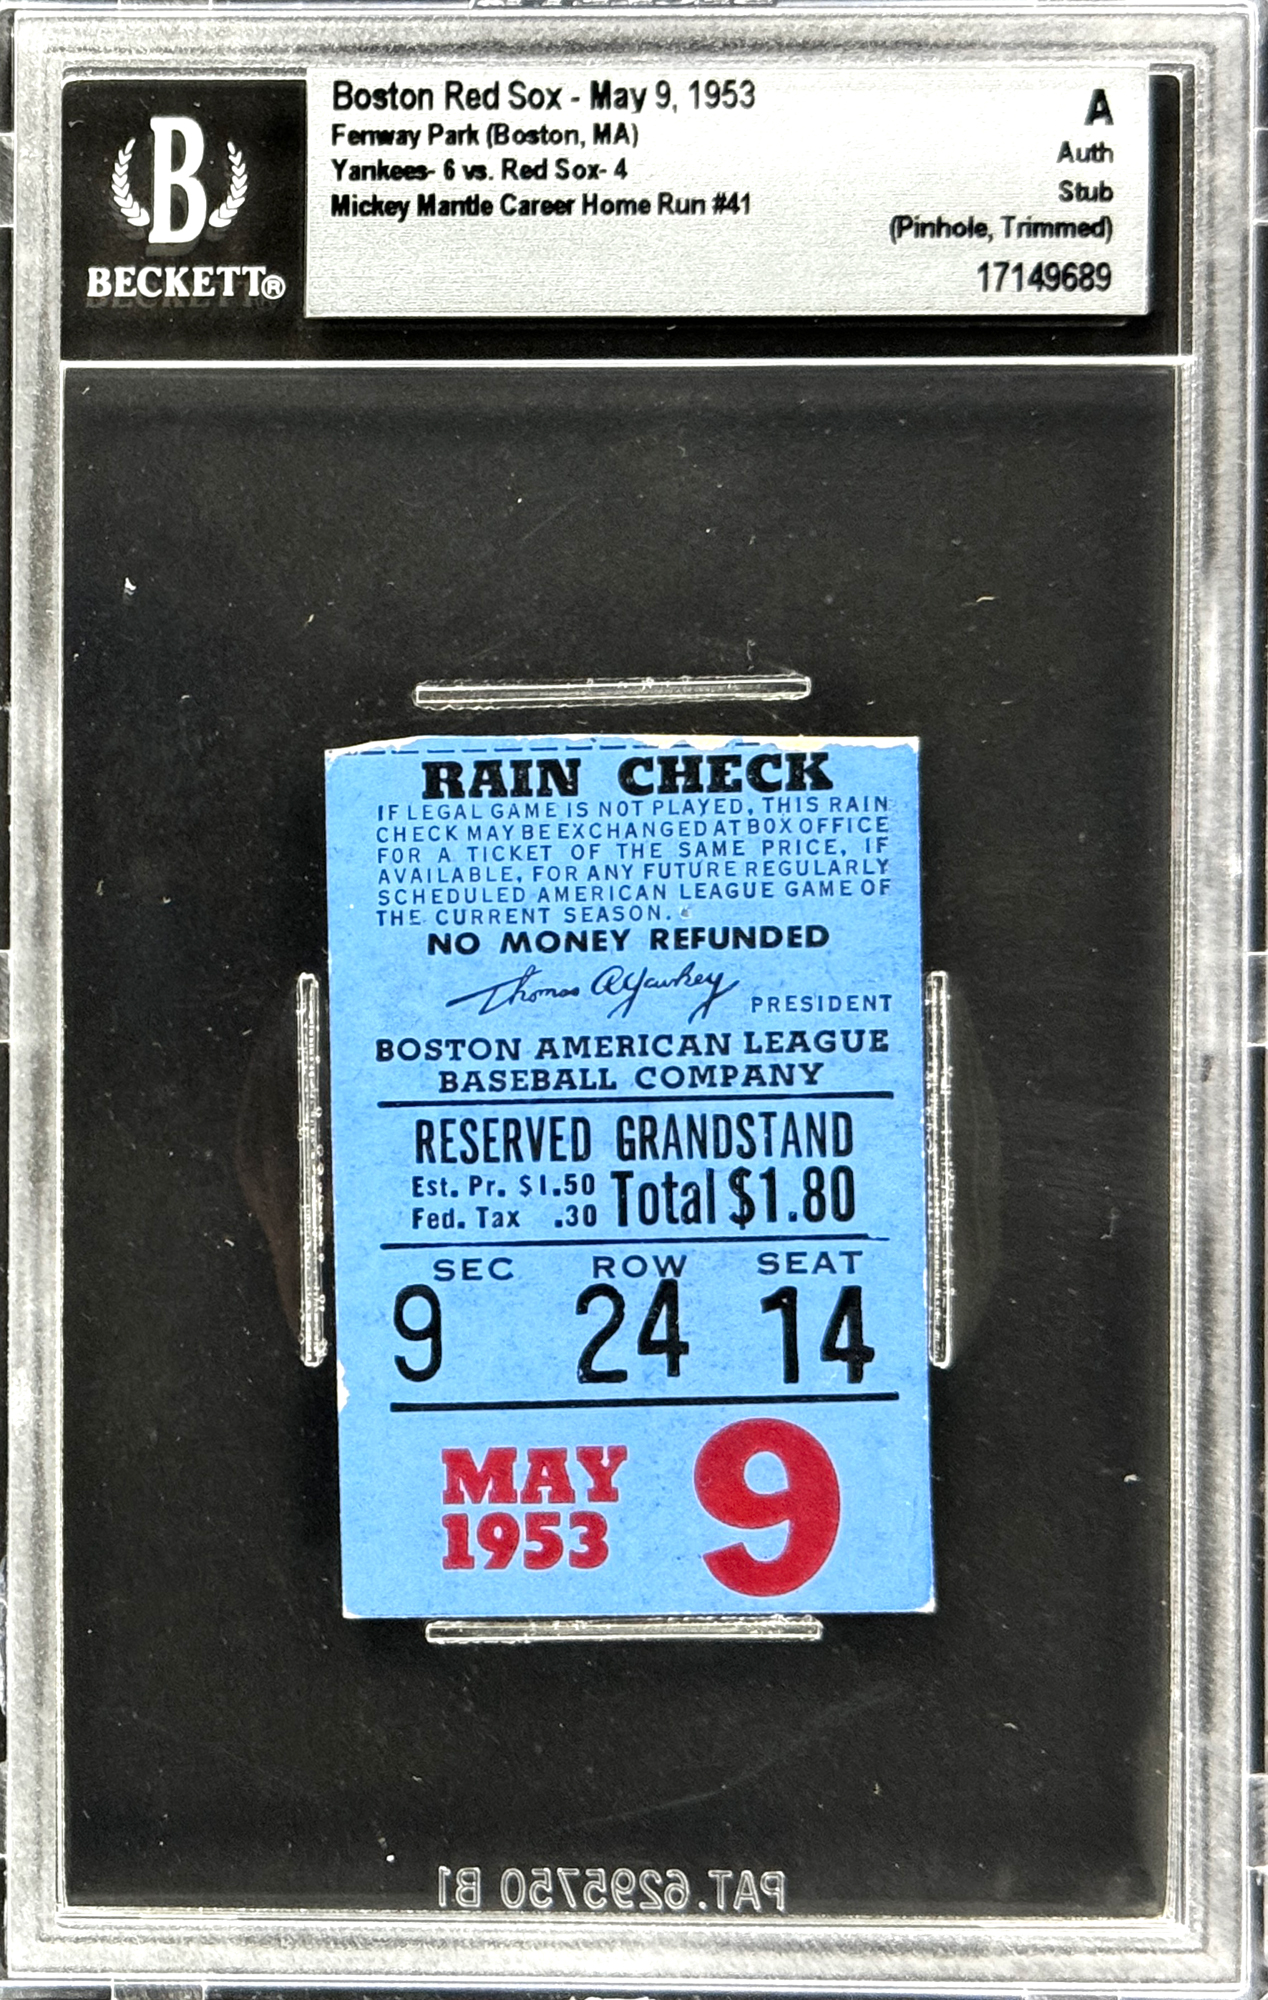 B
BECKETT®
Boston Red Sox - May 9, 1953
Fenway Park (Boston, MA)
Yankees- 6 vs. Red Sox- 4
Mickey Mantle Career Home Run #41
A
Auth
Stub
(Pinhole, Trimmed)
17149689
RAIN CHECK
IF LEGAL GAME IS NOT PLAYED, THIS RAIN
CHECK MAY BE EXCHANGED AT BOX OFFICE
FOR A TICKET OF THE SAME PRICE, IF
AVAILABLE, FOR ANY FUTURE REGULARLY
SCHEDULED AMERICAN LEAGUE GAME OF
THE CURRENT SEASON.
NO MONEY REFUNDED
Thomas A Yawkey PRESIDENT
BOSTON AMERICAN LEAGUE
BASEBALL COMPANY
RESERVED GRANDSTAND
Est. Pr. $1.50
Fed. Tax .30
Total $1.80
SEC ROW SEAT
9 24 14
MAY 9
1953
PAT.6295750 B1